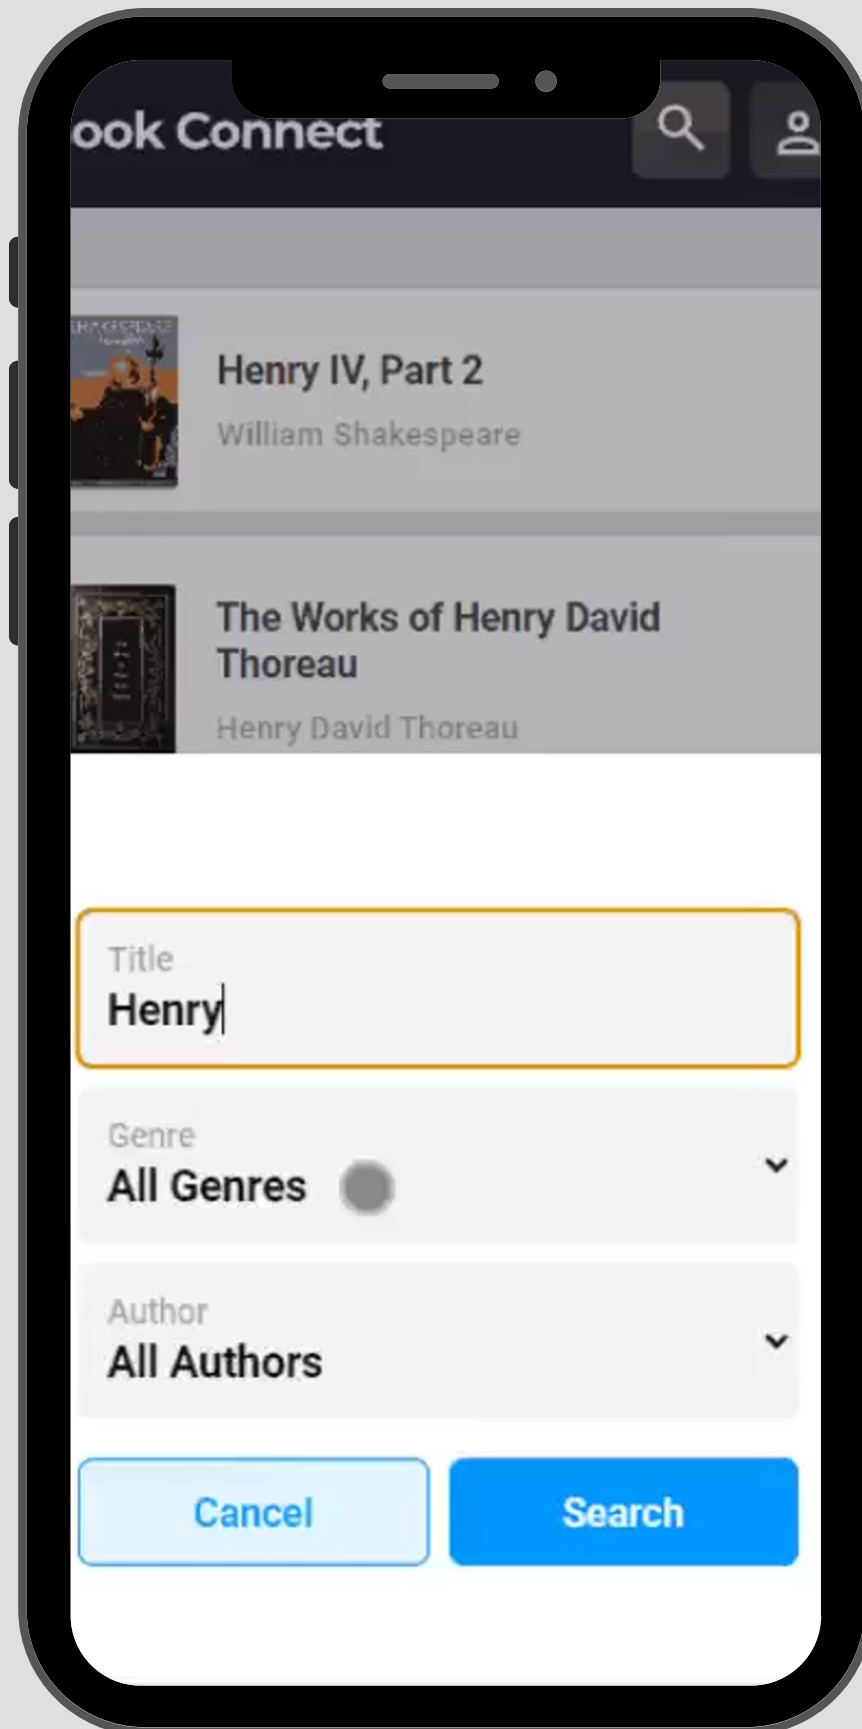 ook Connect
Henry IV, Part 2
William Shakespeare
The Works of Henry David
Thoreau
Henry David Thoreau
Title
Henry
Genre
All Genres
Author
All Authors
Cancel
Search